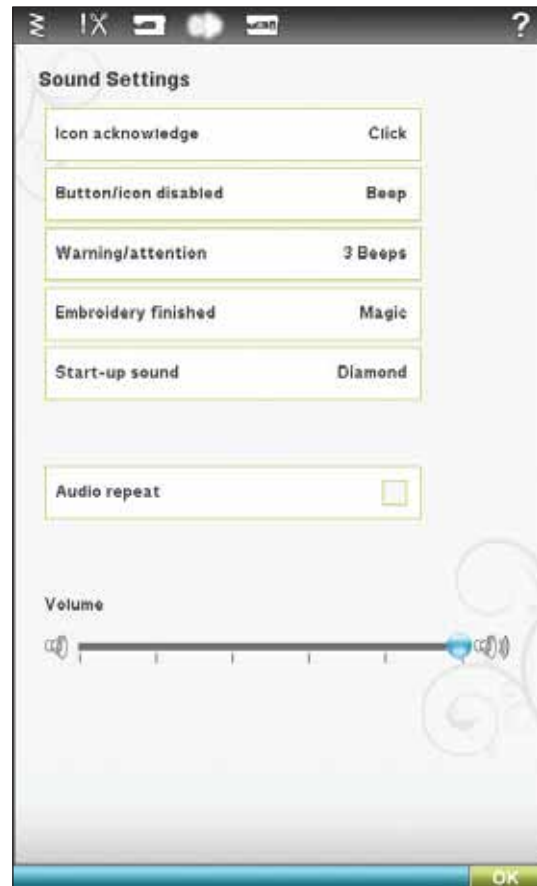 ?
Sound Settings
Icon acknowledge Click
Button/icon disabled Beep
Warning/attention 3 Beeps
Embroidery finished Magic
Start-up sound Diamond
Audio repeat
Volume
OK